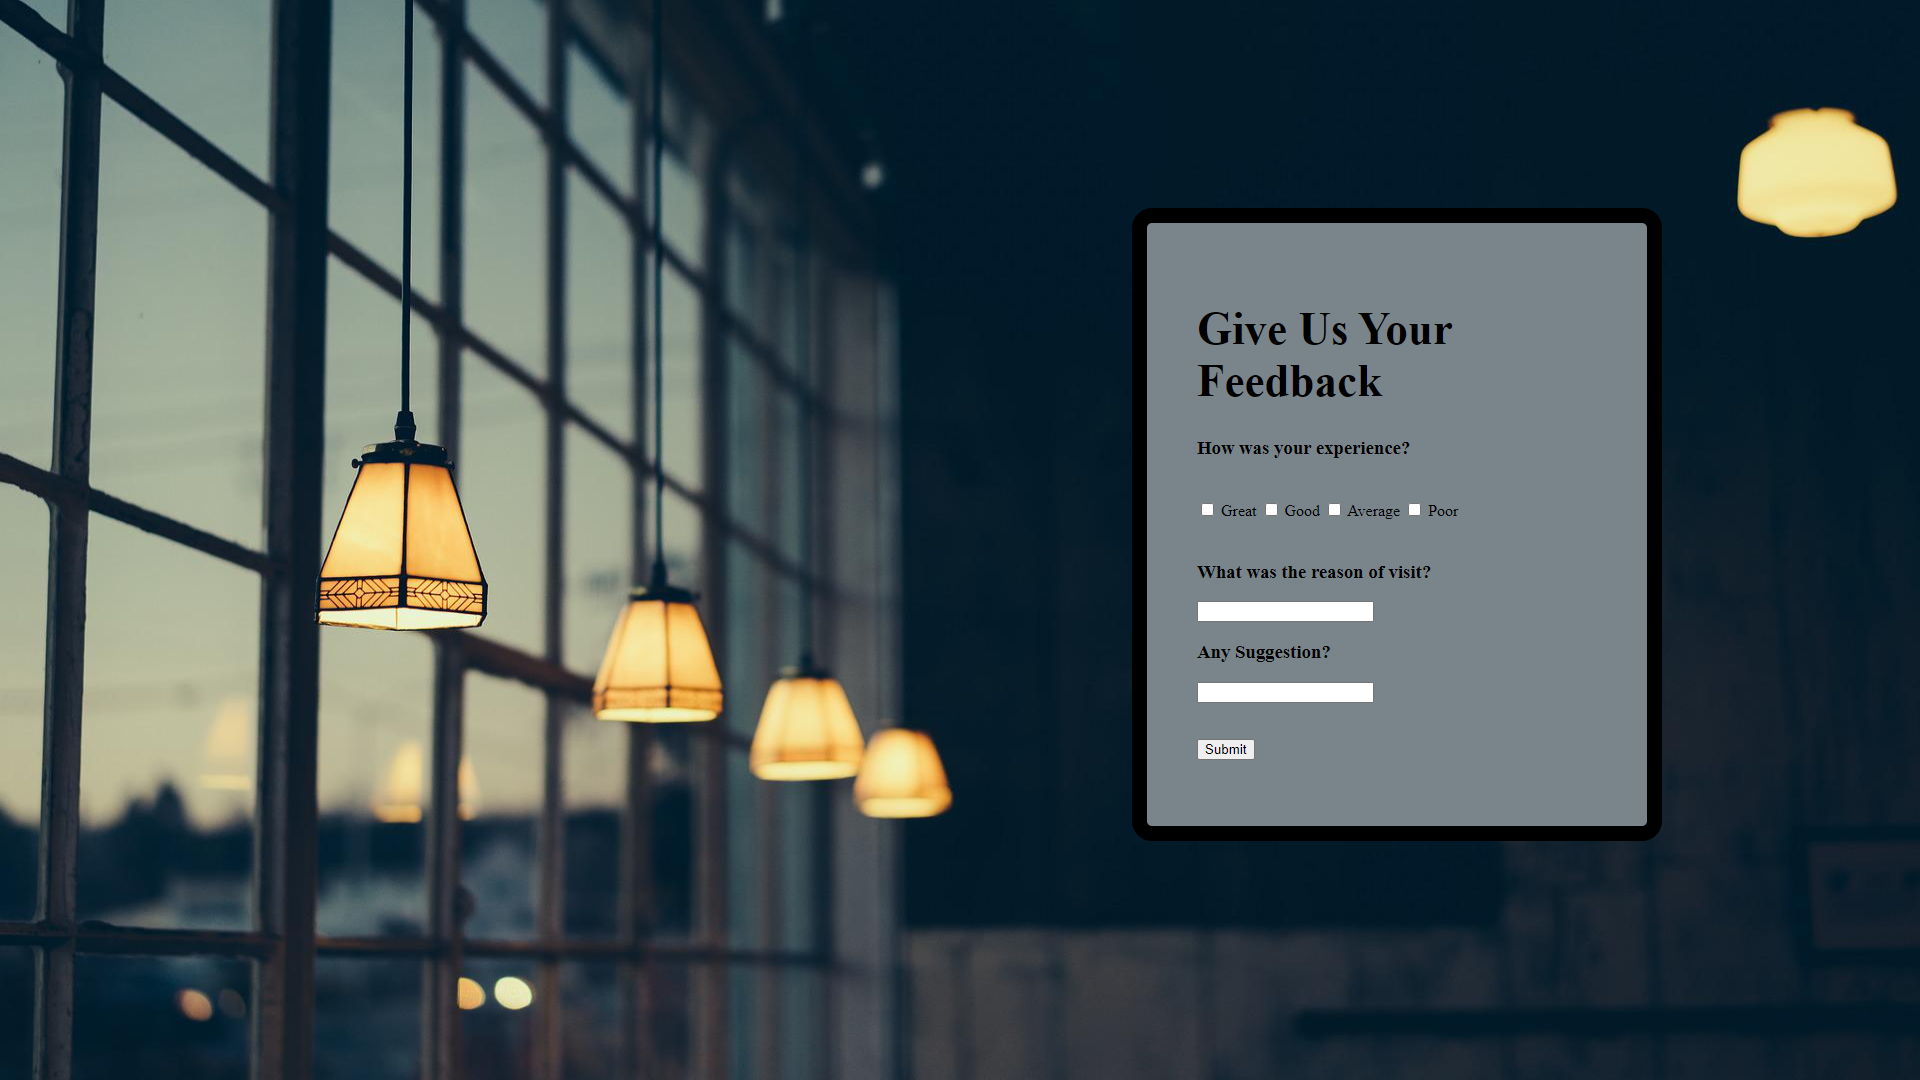 Give Us Your
Feedback
How was your experience?
Great Good Average Poor
What was the reason of visit?
Any Suggestion?
Submit